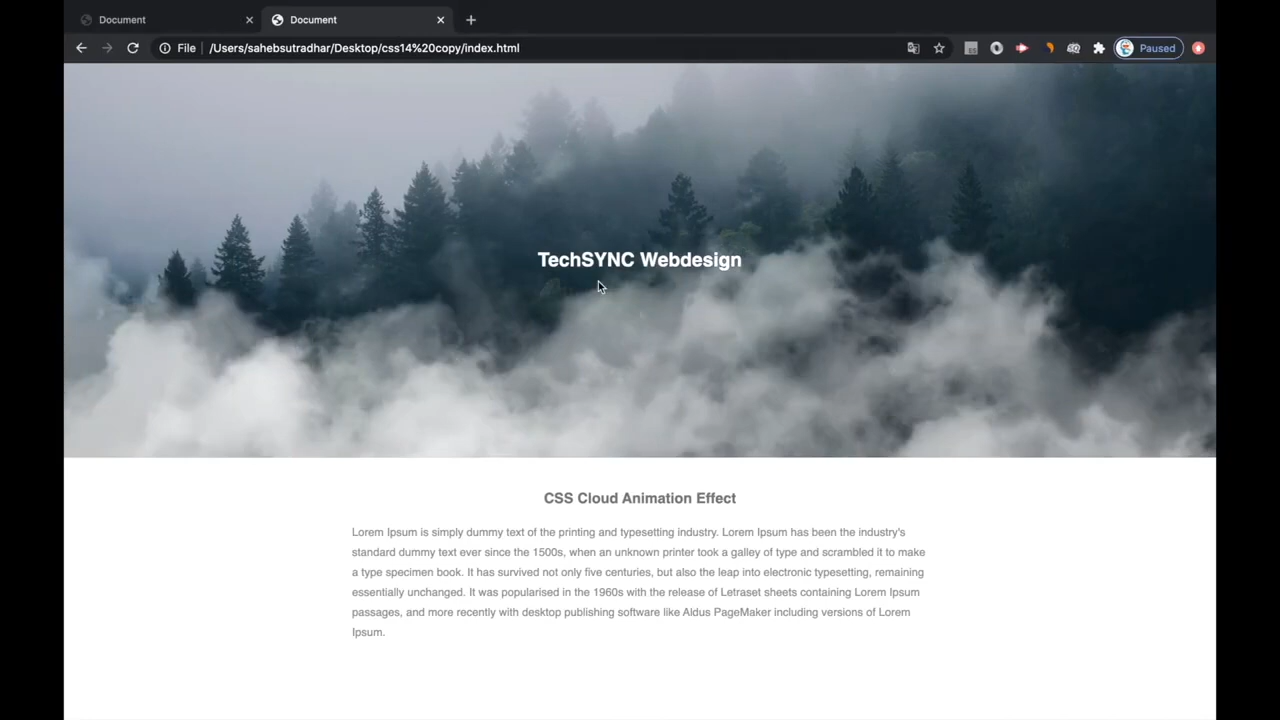 Document
Document
File
/Users/sahebsutradhar/Desktop/css14%20copy/index.html
Paused
TechSYNC Webdesign
CSS Cloud Animation Effect
Lorem Ipsum is simply dummy text of the printing and typesetting industry. Lorem Ipsum has been the industry's
standard dummy text ever since the 1500s, when an unknown printer took a galley of type and scrambled it to make
a type specimen book. It has survived not only five centuries, but also the leap into electronic typesetting, remaining
essentially unchanged. It was popularised in the 1960s with the release of Letraset sheets containing Lorem Ipsum
passages, and more recently with desktop publishing software like Aldus PageMaker including versions of Lorem
Ipsum.